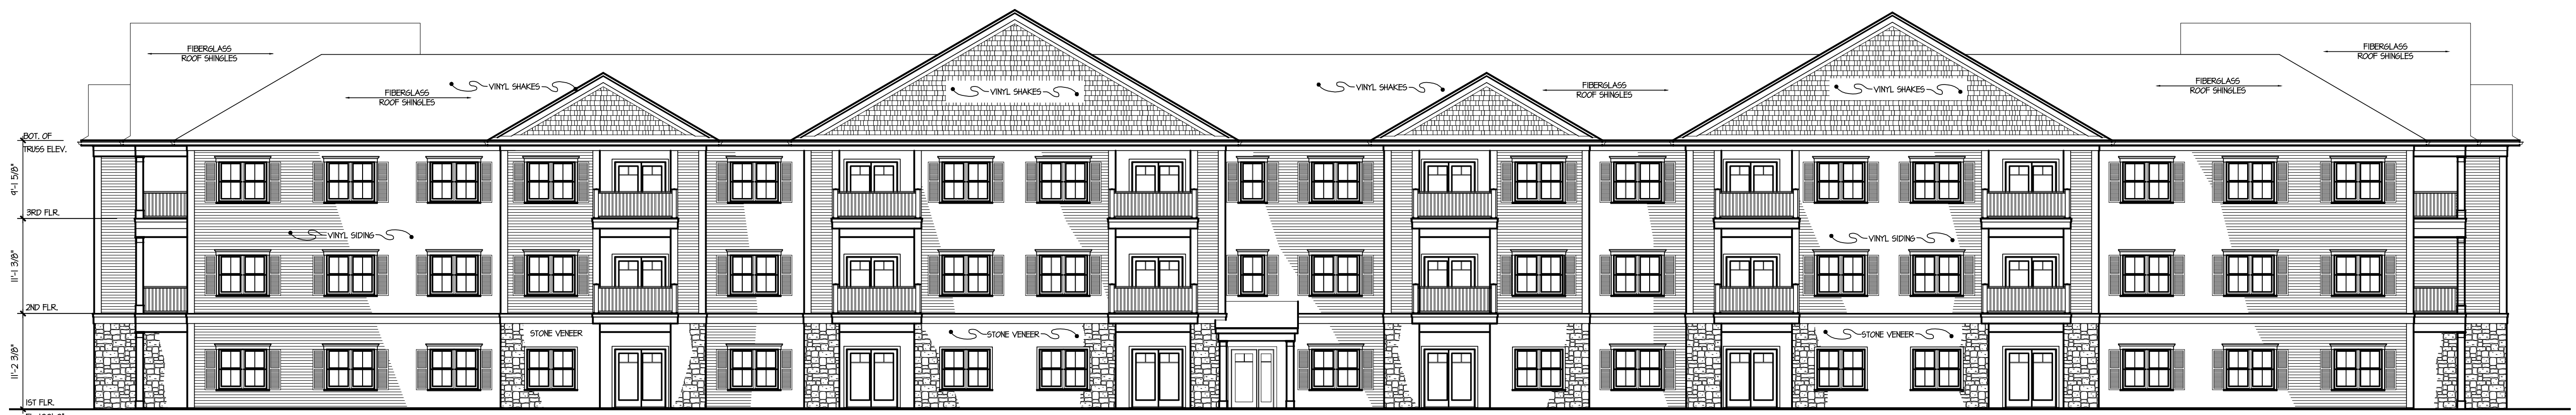 FIBERGLASS
ROOF SHINGLES
FIBERGLASS
ROOF SHINGLES
VINYL SHAKES
VINYL SHAKES
VINYL SHAKES
FIBERGLASS
ROOF SHINGLES
VINYL SHAKES
FIBERGLASS
ROOF SHINGLES
FIBERGLASS
ROOF SHINGLES
BOT. OF
TRUSS ELEV.
9'-1 5/8"
3RD FLR.
VINYL SIDING
VINYL SIDING
11'-1 3/8"
2ND FLR.
STONE VENEER
STONE VENEER
STONE VENEER
11'-2 3/8"
1ST FLR.